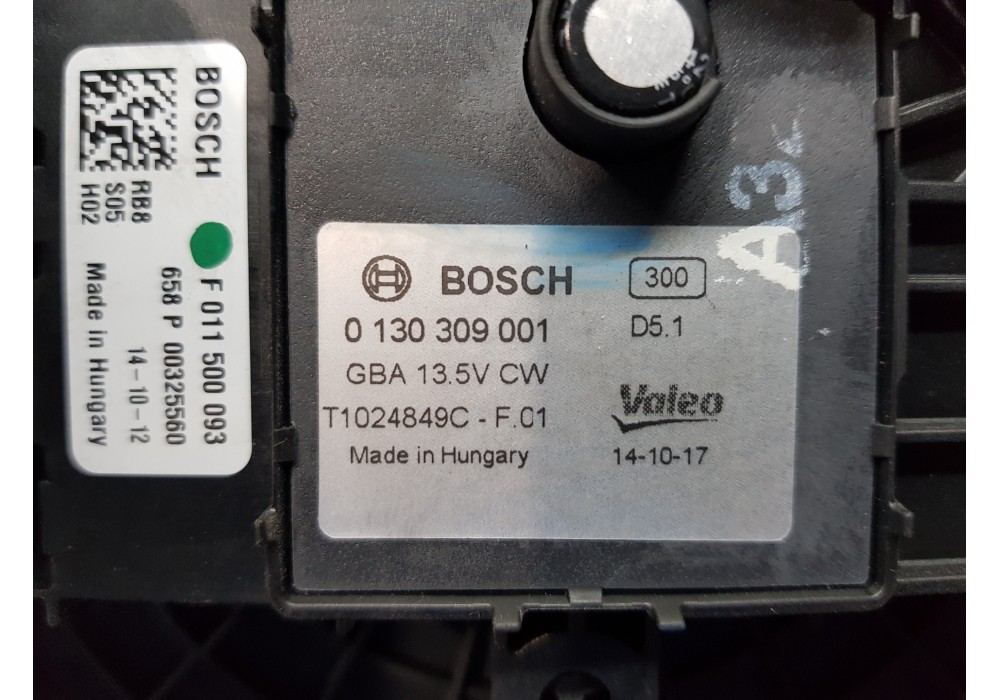 BOSCH
RB8
S05
H02
F 011 500 093
658 P 00325560
14-10-12
Made in Hungary
A3
BOSCH 300
0 130 309 001 D5.1
GBA 13.5V CW
T1024849C - F.01 Valeo
Made in Hungary 14-10-17